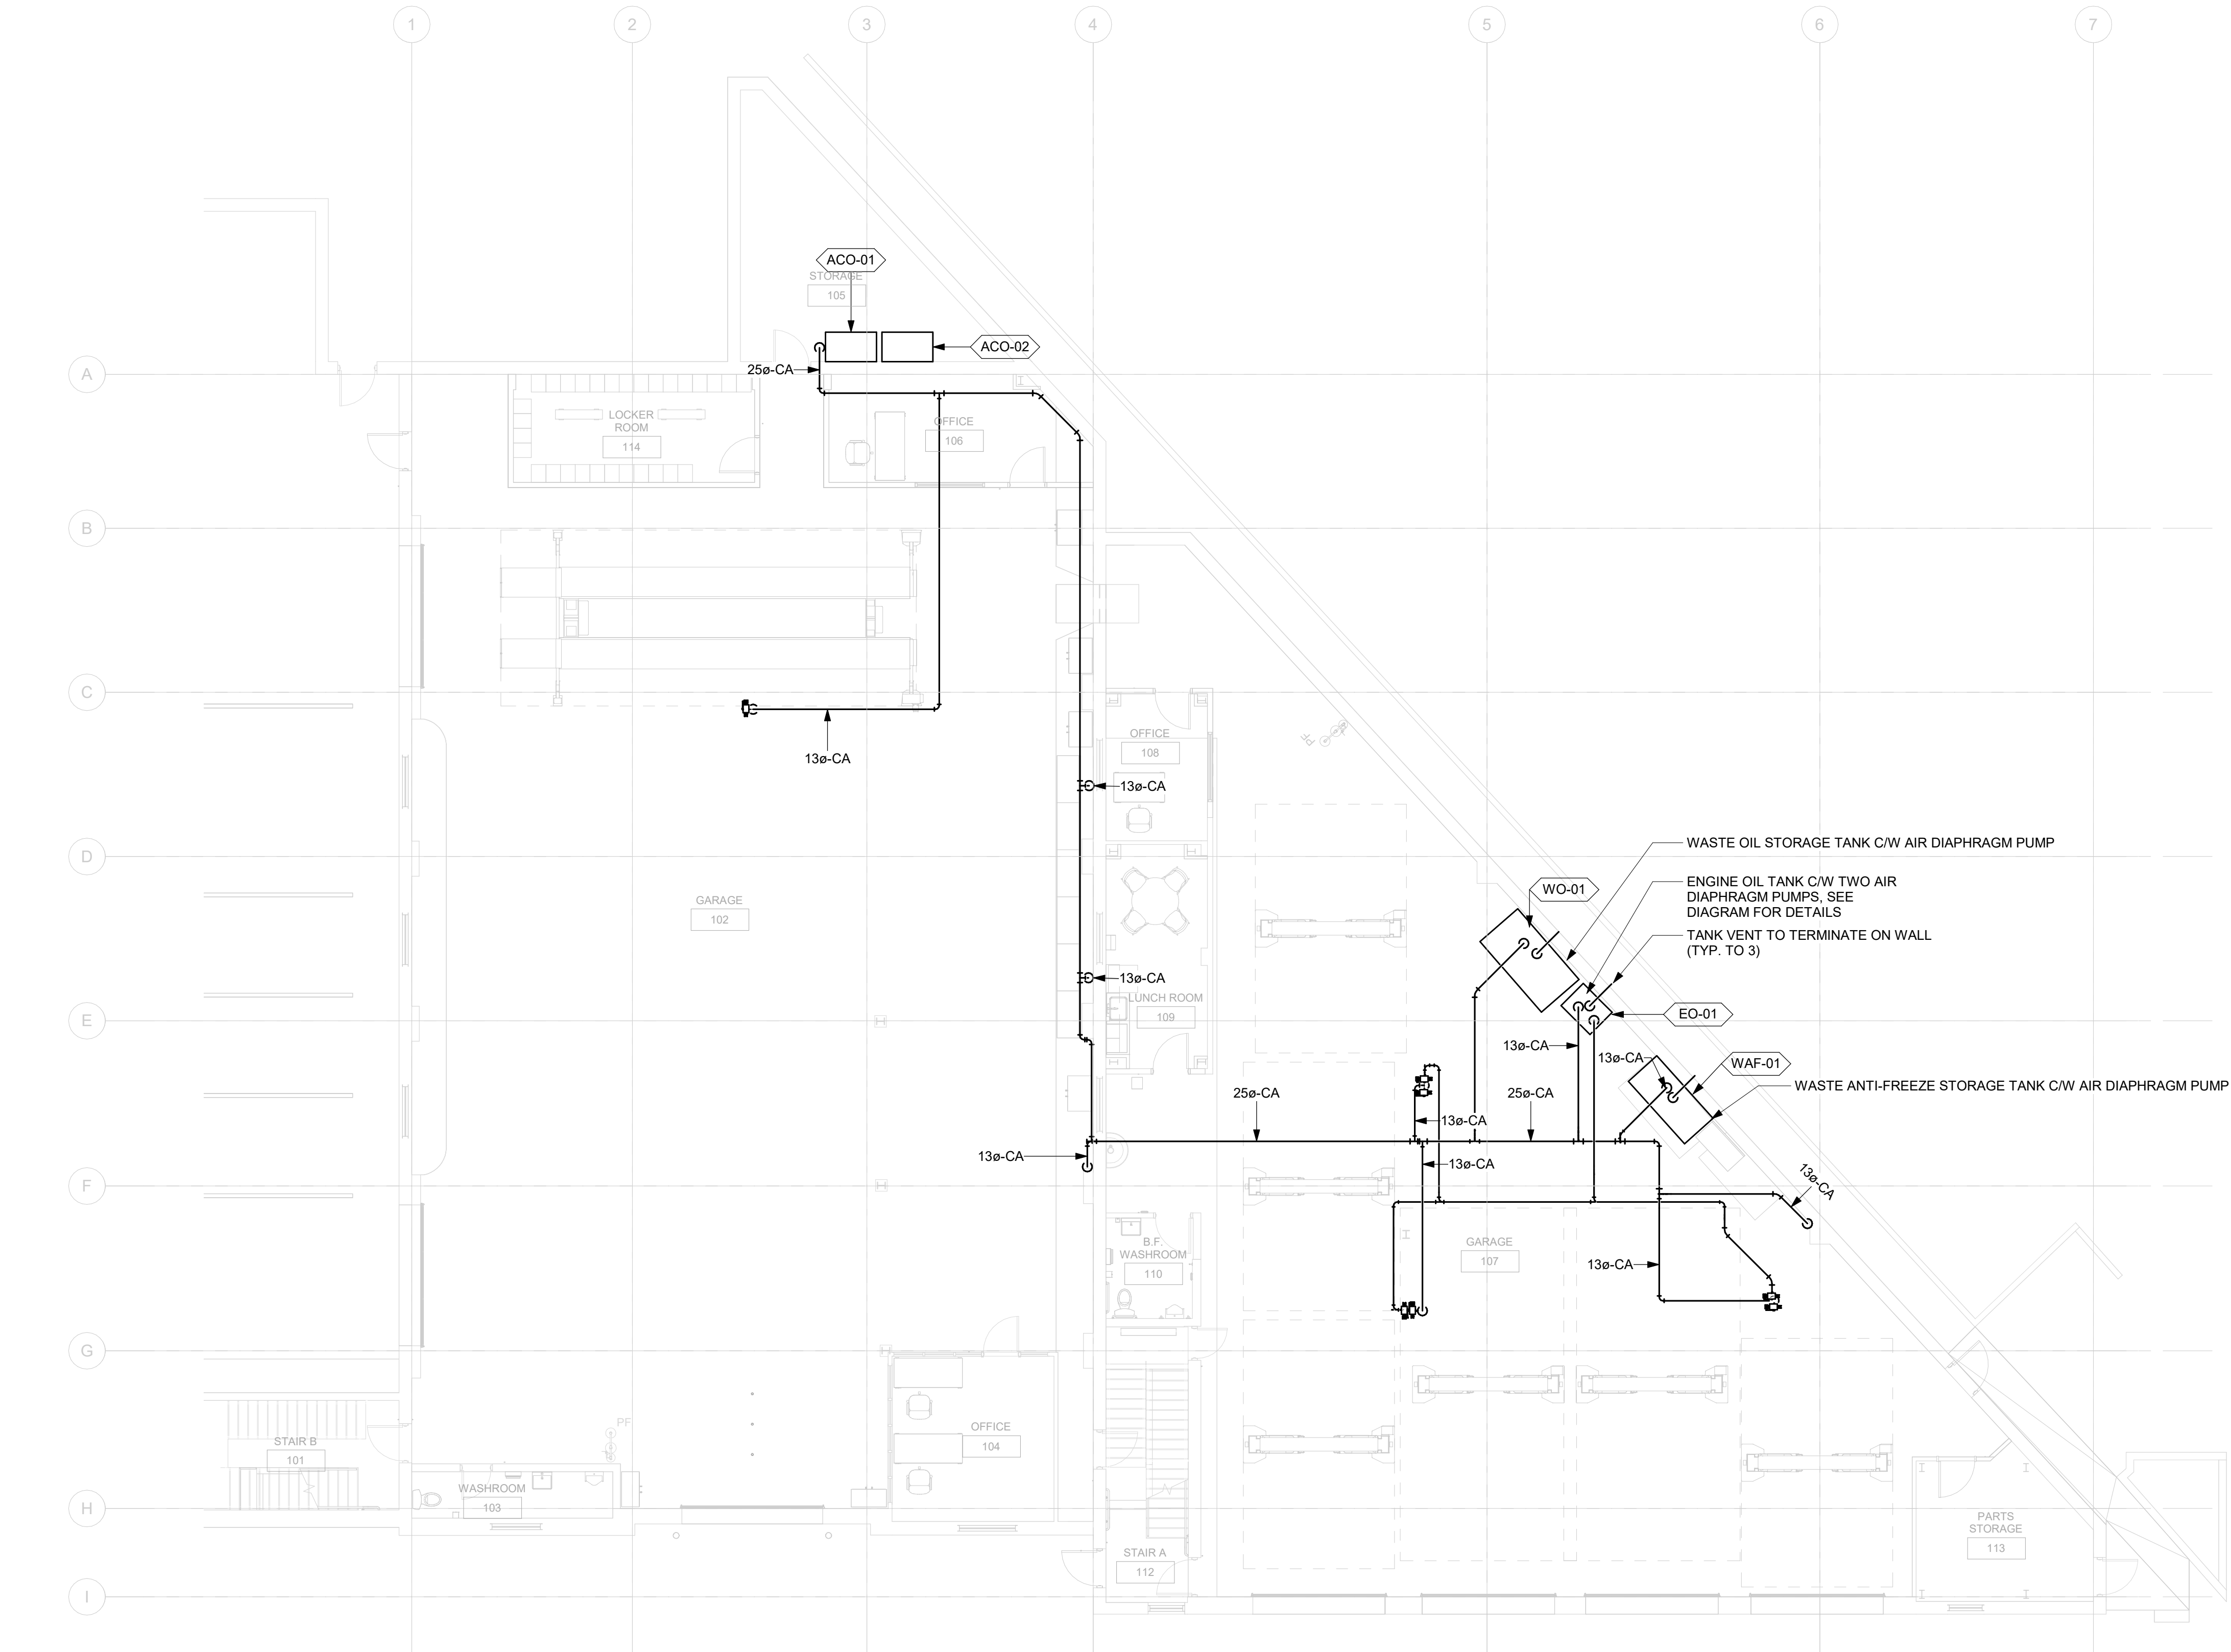 1
2
3
4
5
6
7
ACO-01
STORAGE
105
ACO-02
25ø-CA
A
LOCKER
ROOM
114
OFFICE
106
B
C
13ø-CA
OFFICE
108
PF
13ø-CA
D
WASTE OIL STORAGE TANK C/W AIR DIAPHRAGM PUMP
WO-01
ENGINE OIL TANK C/W TWO AIR
DIAPHRAGM PUMPS, SEE
DIAGRAM FOR DETAILS
GARAGE
102
TANK VENT TO TERMINATE ON WALL
(TYP. TO 3)
13ø-CA
LUNCH ROOM
109
E
EO-01
13ø-CA
13ø-CA
WAF-01
WASTE ANTI-FREEZE STORAGE TANK C/W AIR DIAPHRAGM PUMP
25ø-CA
25ø-CA
13ø-CA
13ø-CA
13ø-CA
13ø-CA
F
B.F.
WASHROOM
110
GARAGE
107
13ø-CA
G
PF
OFFICE
104
STAIR B
101
WASHROOM
103
H
PARTS
STORAGE
113
STAIR A
112
I